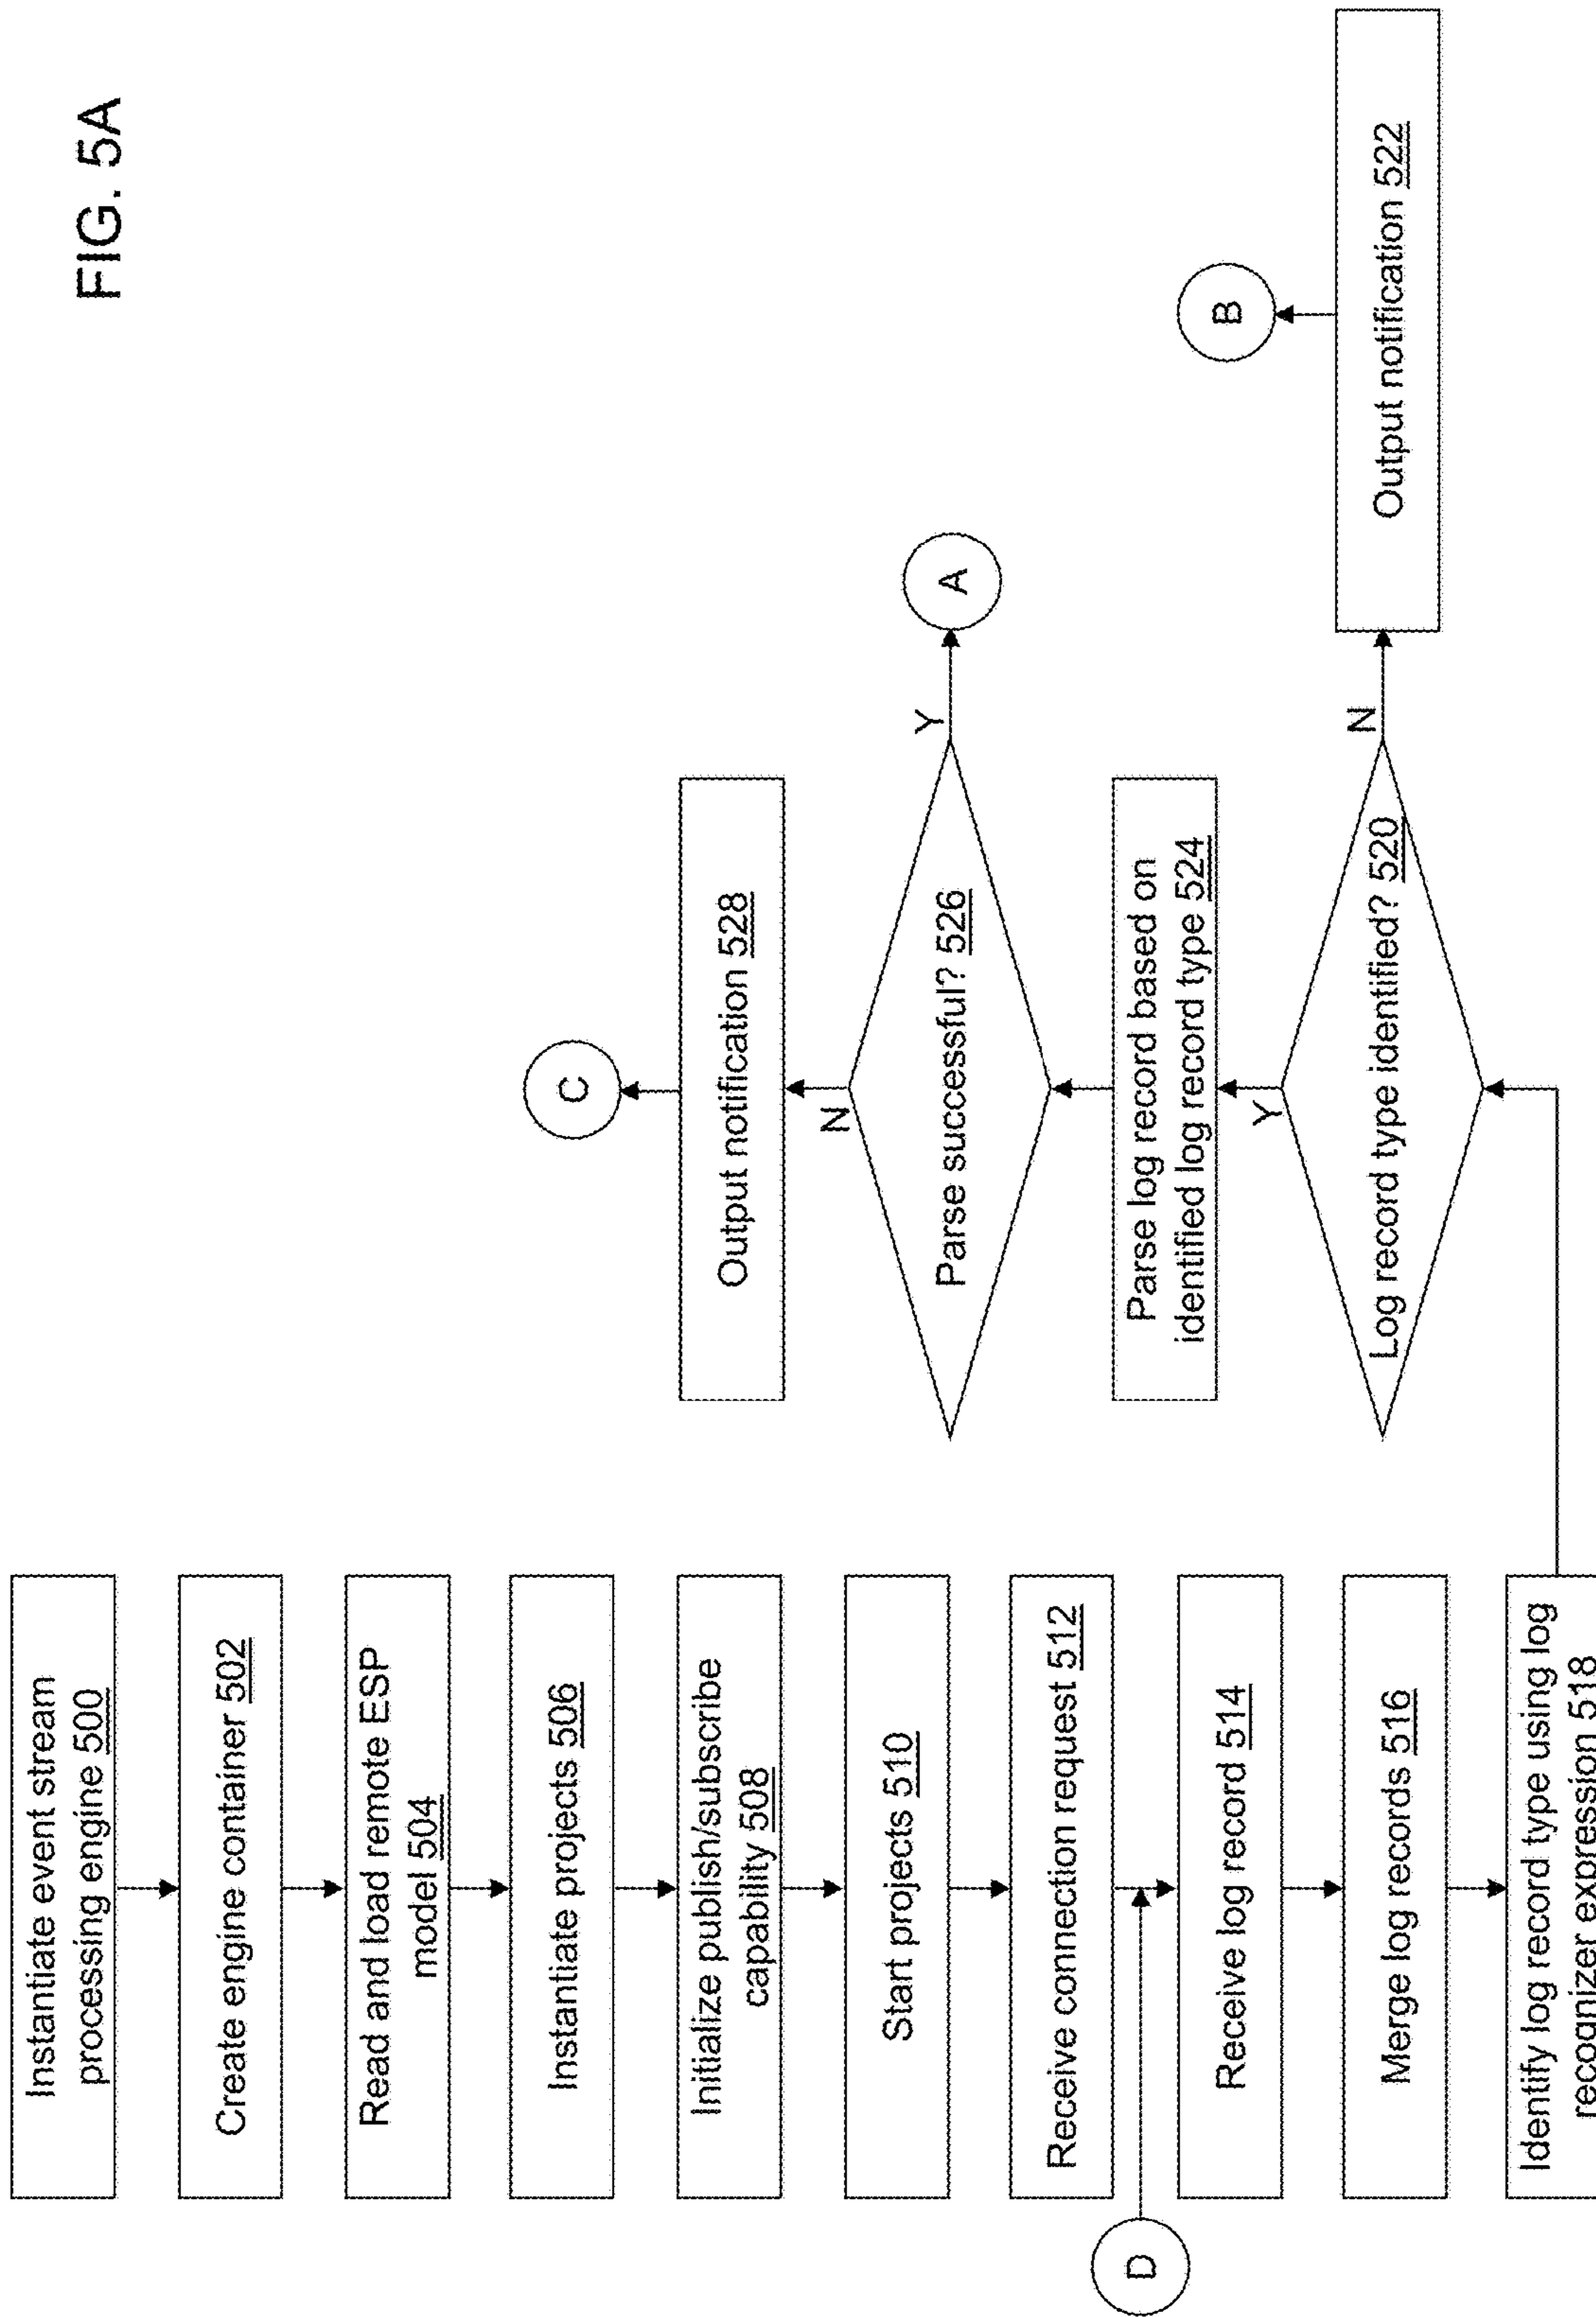 FIG. 5A
Instantiate event stream
processing engine 500
Create engine container 502
Read and load remote ESP
model 504
Instantiate projects 506
Initialize publish/subscribe
capability 508
Start projects 510
Receive connection request 512
D
Receive log record 514
Merge log records 516
Identify log record type using log
recognizer expression 518
C
Output notification 528
N
Parse successful? 526
Y
A
Parse log record based on
identified log record type 524
Y
Log record type identified? 520
N
B
Output notification 522